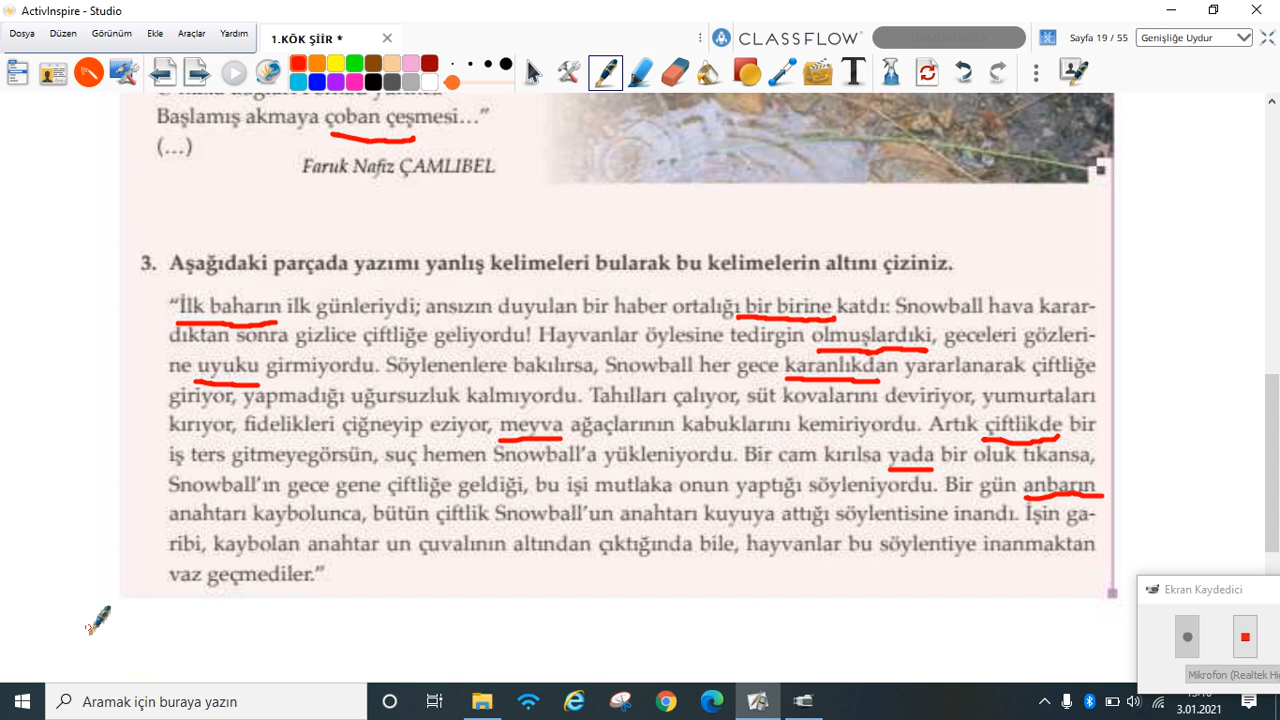 ActivInspire - Studio
Dosya Düzen Görünüm Ekle Araçlar Yardım
1.KÖK ŞİİR *
CLASSFLOW
Sayfa 19 / 55
Genişliğe Uydur
Başlamış akmaya çoban çeşmesi…”
(…)
Faruk Nafiz ÇAMLIBEL
3. Aşağıdaki parçada yazımı yanlış kelimeleri bularak bu kelimelerin altını çiziniz.
“İlk baharın ilk günleriydi; ansızın duyulan bir haber ortalığı bir birine katdı: Snowball hava karar-
dıktan sonra gizlice çiftliğe geliyordu! Hayvanlar öylesine tedirgin olmuşlardıki, geceleri gözleri-
ne uyuku girmiyordu. Söylenenlere bakılırsa, Snowball her gece karanlıkdan yararlanarak çiftliğe
giriyor, yapmadığı uğursuzluk kalmıyordu. Tahılları çalıyor, süt kovalarını deviriyor, yumurtaları
kırıyor, fidelikleri çiğneyip eziyor, meyva ağaçlarının kabuklarını kemiriyordu. Artık çiftlikde bir
iş ters gitmeyegörsün, suç hemen Snowball’a yükleniyordu. Bir cam kırılsa yada bir oluk tıkansa,
Snowball’ın gece gene çiftliğe geldiği, bu işi mutlaka onun yaptığı söyleniyordu. Bir gün anbarın
anahtarı kaybolunca, bütün çiftlik Snowball’un anahtarı kuyuya attığı söylentisine inandı. İşin ga-
ribi, kaybolan anahtar un çuvalının altından çıktığında bile, hayvanlar bu söylentiye inanmaktan
vaz geçmediler.”
Ekran Kaydedici
Mikrofon (Realtek
Aramak için buraya yazın
3.01.2021